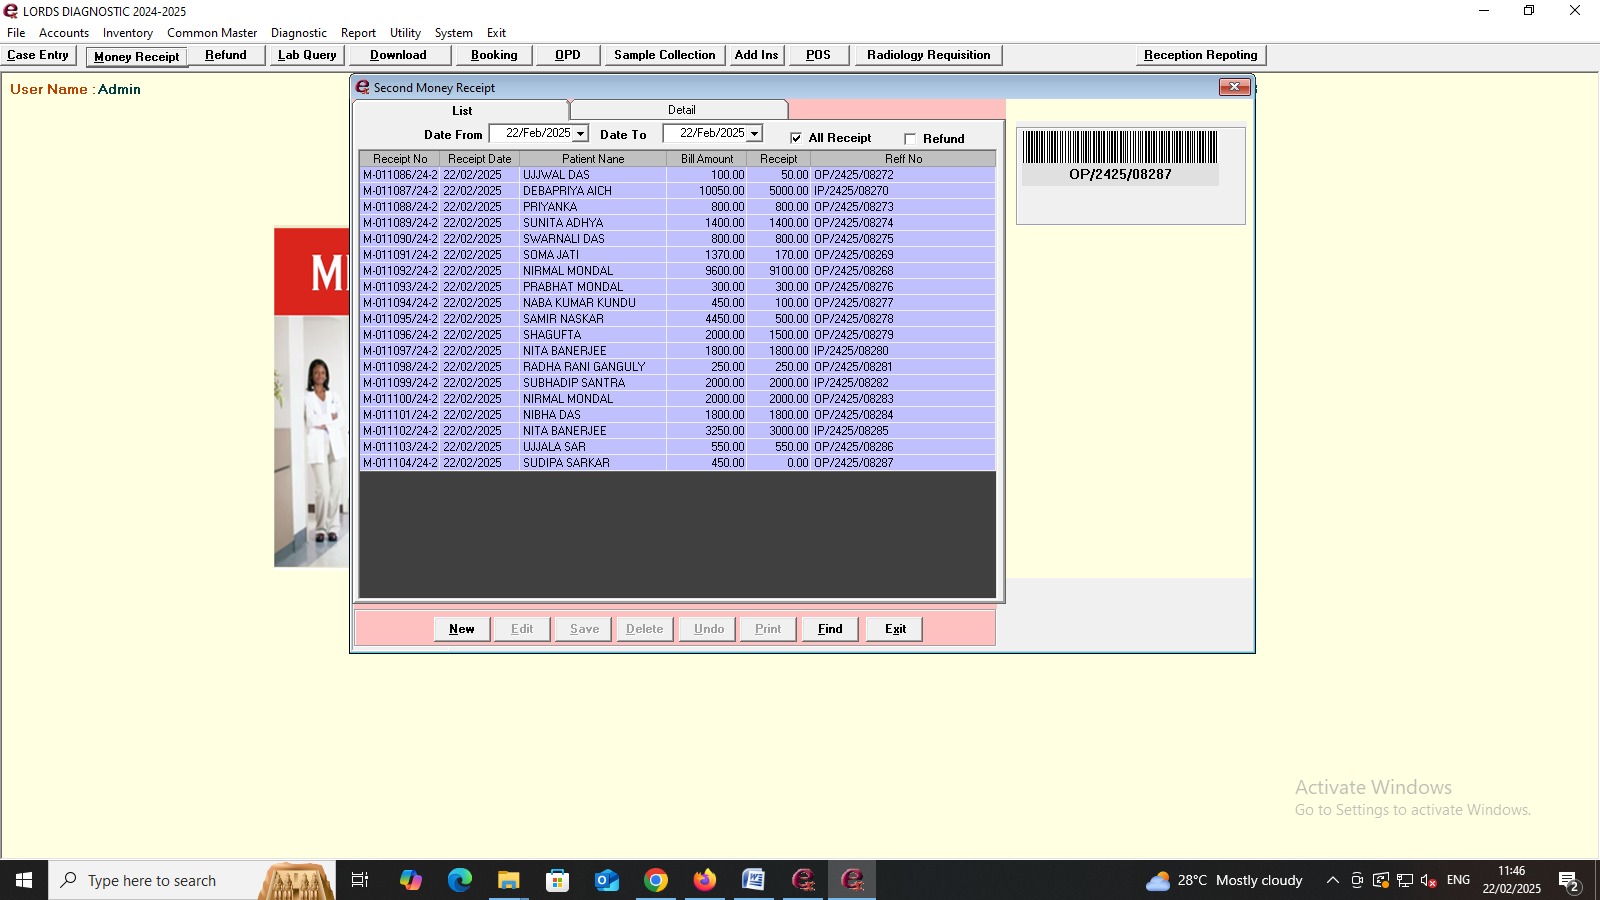 LORDS DIAGNOSTIC 2024-2025
File Accounts Inventory Common Master Diagnostic Report Utility System Exit
Case Entry Money Receipt Refund Lab Query Download Booking OPD Sample Collection Add Ins POS Radiology Requisition Reception Repoting
User Name : Admin
Second Money Receipt
List Detail
Date From 22/Feb/2025 Date To 22/Feb/2025 All Receipt Refund
Receipt No Receipt Date Patient Nane Bill Amount Receipt Reff No
M-011086/24-2 22/02/2025 UJJWAL DAS 100.00 50.00 OP/2425/08272
M-011087/24-2 22/02/2025 DEBAPRIYA AICH 10050.00 5000.00 IP/2425/08270
M-011088/24-2 22/02/2025 PRIYANKA 800.00 800.00 OP/2425/08273
M-011089/24-2 22/02/2025 SUNITA ADHYA 1400.00 1400.00 OP/2425/08274
M-011090/24-2 22/02/2025 SWARNALI DAS 800.00 800.00 OP/2425/08275
M-011091/24-2 22/02/2025 SOMA JATI 1370.00 170.00 OP/2425/08269
M-011092/24-2 22/02/2025 NIRMAL MONDAL 9600.00 9100.00 OP/2425/08268
M-011093/24-2 22/02/2025 PRABHAT MONDAL 300.00 300.00 OP/2425/08276
M-011094/24-2 22/02/2025 NABA KUMAR KUNDU 450.00 100.00 OP/2425/08277
M-011095/24-2 22/02/2025 SAMIR NASKAR 4450.00 500.00 OP/2425/08278
M-011096/24-2 22/02/2025 SHAGUFTA 2000.00 1500.00 OP/2425/08279
M-011097/24-2 22/02/2025 NITA BANERJEE 1800.00 1800.00 IP/2425/08280
M-011098/24-2 22/02/2025 RADHA RANI GANGULY 250.00 250.00 OP/2425/08281
M-011099/24-2 22/02/2025 SUBHADIP SANTRA 2000.00 2000.00 IP/2425/08282
M-011100/24-2 22/02/2025 NIRMAL MONDAL 2000.00 2000.00 OP/2425/08283
M-011101/24-2 22/02/2025 NIBHA DAS 1800.00 1800.00 OP/2425/08284
M-011102/24-2 22/02/2025 NITA BANERJEE 3250.00 3000.00 IP/2425/08285
M-011103/24-2 22/02/2025 UJJALA SAR 550.00 550.00 OP/2425/08286
M-011104/24-2 22/02/2025 SUDIPA SARKAR 450.00 0.00 OP/2425/08287
OP/2425/08287
New Edit Save Delete Undo Print Find Exit
Activate Windows
Go to Settings to activate Windows.
Type here to search
28°C Mostly cloudy
ENG
11:46
22/02/2025
2